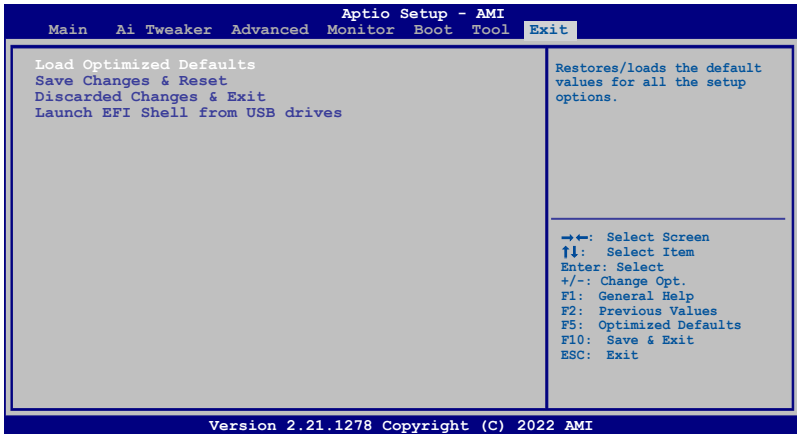 Aptio Setup - AMI
Main Ai Tweaker Advanced Monitor Boot Tool Exit
Load Optimized Defaults
Save Changes & Reset
Discarded Changes & Exit
Launch EFI Shell from USB drives
Restores/loads the default
values for all the setup
options.
→←: Select Screen
↑↓: Select Item
Enter: Select
+/-: Change Opt.
F1: General Help
F2: Previous Values
F5: Optimized Defaults
F10: Save & Exit
ESC: Exit
Version 2.21.1278 Copyright (C) 2022 AMI